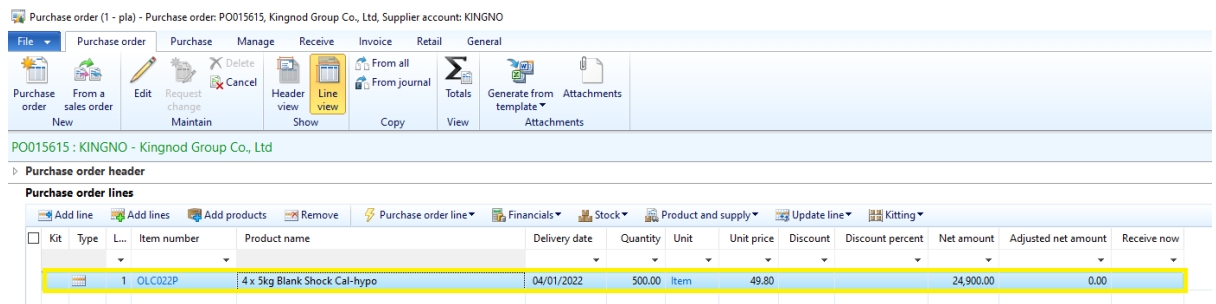 Purchase order (1 - pla) - Purchase order: PO015615, Kingnod Group Co., Ltd, Supplier account: KINGNO
File Purchase order Purchase Manage Receive Invoice Retail General
Purchase order
From a sales order
New
Edit
Request change
Delete
Cancel
Maintain
Header view
Line view
Show
From all
From journal
Copy
Totals
View
Generate from template
Attachments
Attachments
PO015615 : KINGNO - Kingnod Group Co., Ltd
Purchase order header
Purchase order lines
Add line Add lines Add products Remove Purchase order line Financials Stock Product and supply Update line Kitting
Kit Type L... Item number Product name Delivery date Quantity Unit Unit price Discount Discount percent Net amount Adjusted net amount Receive now
1 OLC022P 4 x 5kg Blank Shock Cal-hypo 04/01/2022 500.00 Item 49.80 24,900.00 0.00